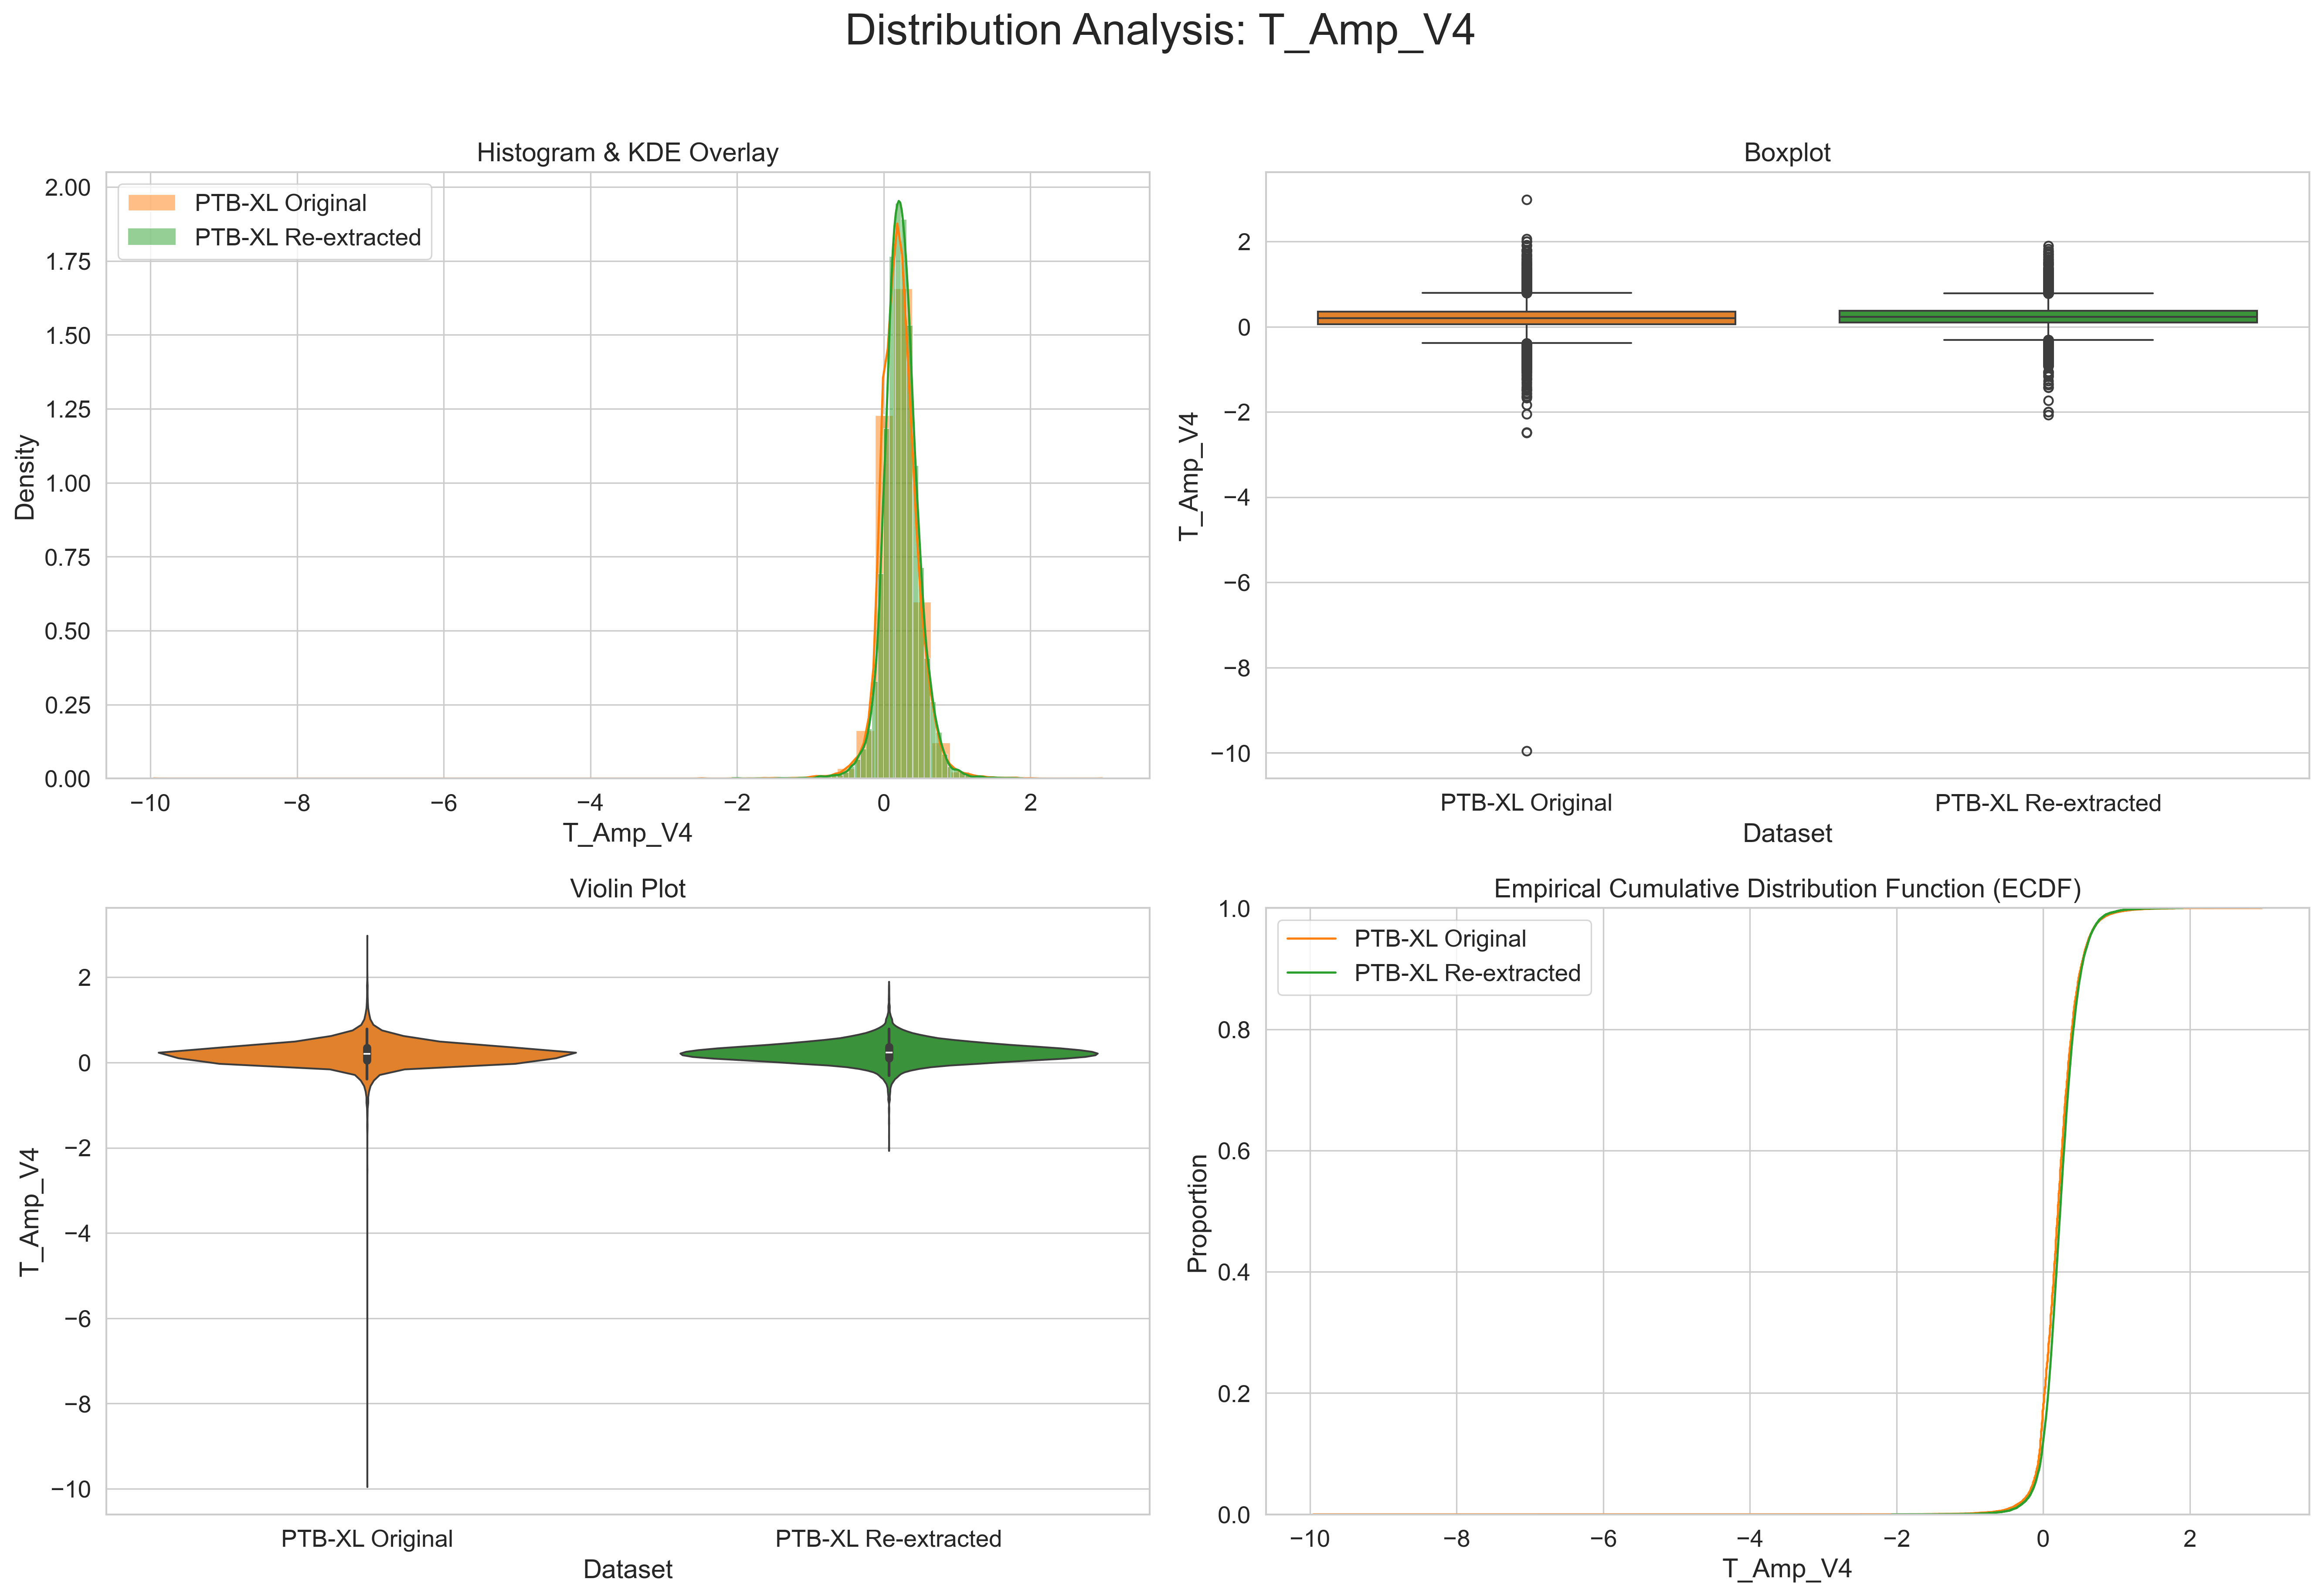 Distribution Analysis: T_Amp_V4
Histogram & KDE Overlay
PTB-XL Original
PTB-XL Re-extracted
2.00
1.75
1.50
1.25
1.00
0.75
0.50
0.25
0.00
Density
−10
−8
−6
−4
−2
0
2
T_Amp_V4
Boxplot
2
0
−2
−4
−6
−8
−10
T_Amp_V4
PTB-XL Original
PTB-XL Re-extracted
Dataset
Violin Plot
2
0
−2
−4
−6
−8
−10
T_Amp_V4
PTB-XL Original
PTB-XL Re-extracted
Dataset
Empirical Cumulative Distribution Function (ECDF)
PTB-XL Original
PTB-XL Re-extracted
1.0
0.8
0.6
0.4
0.2
0.0
Proportion
−10
−8
−6
−4
−2
0
2
T_Amp_V4